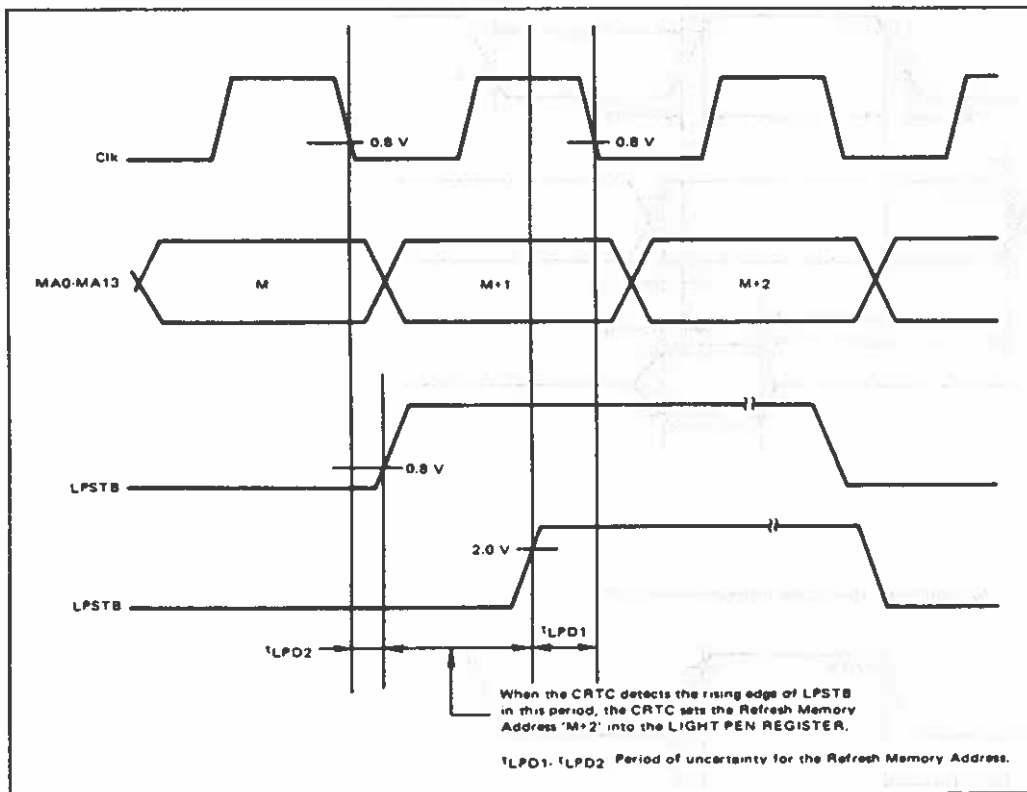 0.8 V
0.8 V
Clk
MA0-MA13
M
M+1
M+2
0.8 V
LPSTB
2.0 V
LPSTB
tLPD2
tLPD1
When the CRTC detects the rising edge of LPSTB
in this period, the CRTC sets the Refresh Memory
Address 'M+2' into the LIGHT PEN REGISTER.
tLPD1, tLPD2 Period of uncertainty for the Refresh Memory Address.